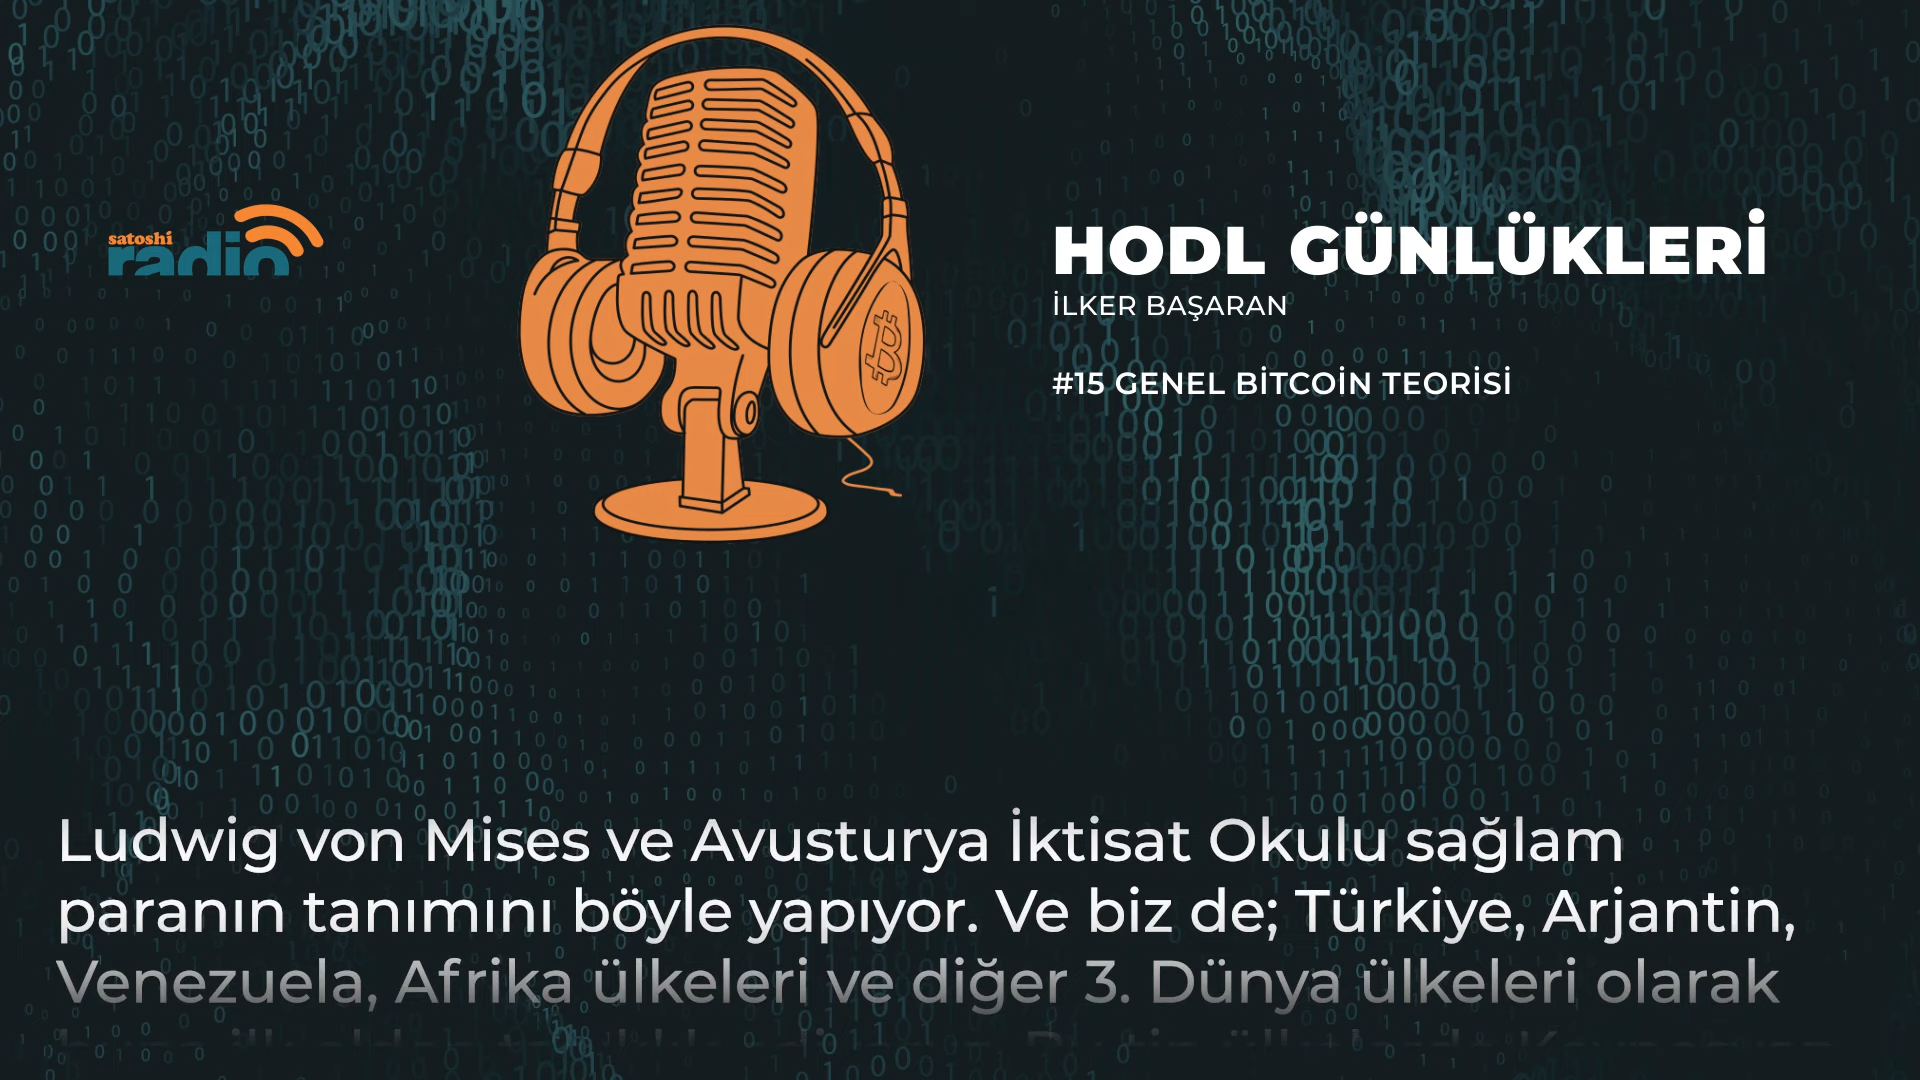 satoshi
radio
HODL GÜNLÜKLERİ
İLKER BAŞARAN
#15 GENEL BİTCOİN TEORİSİ
Ludwig von Mises ve Avusturya İktisat Okulu sağlam
paranın tanımını böyle yapıyor. Ve biz de; Türkiye, Arjantin,
Venezuela, Afrika ülkeleri ve diğer 3. Dünya ülkeleri olarak